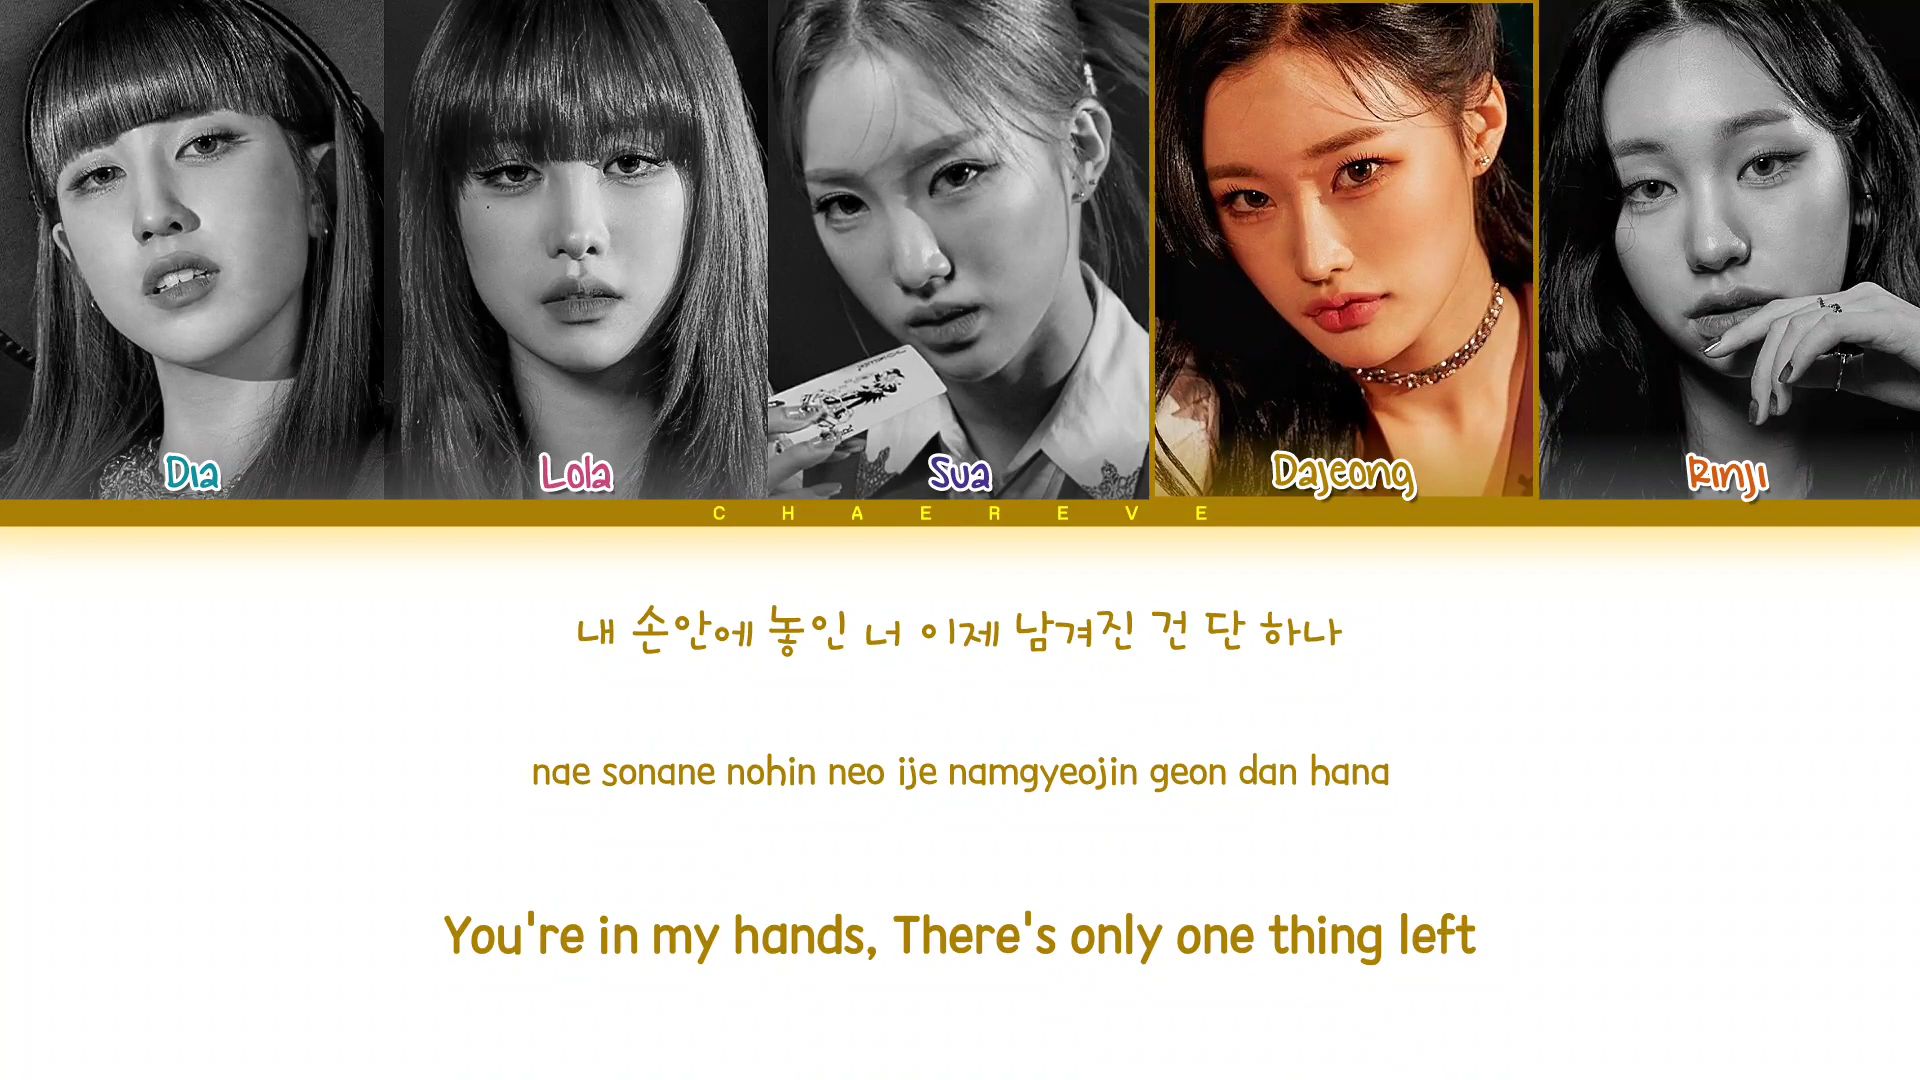 Dia
Lola
Sua
Dajeong
Rinji
CHAEREVE
내 손안에 놓인 너 이제 남겨진 건 단 하나
nae sonane nohin neo ije namgyeojin geon dan hana
You're in my hands, There's only one thing left